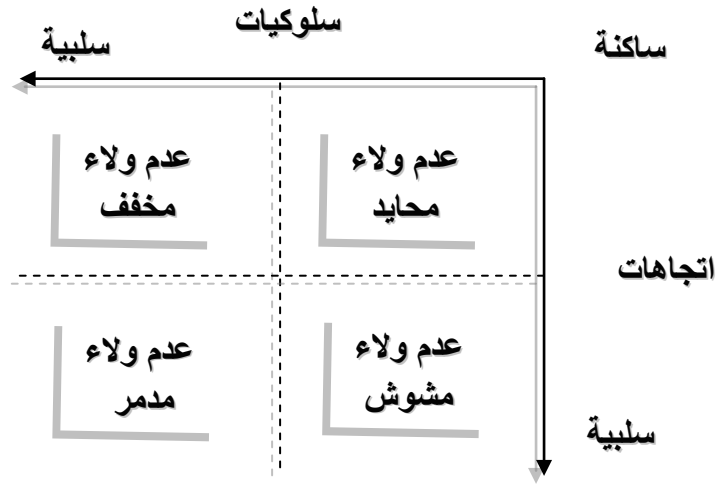 سلوكيات
ساكنة
سلبية
عدم ولاء
محايد
عدم ولاء
مخفف
اتجاهات
عدم ولاء
مشوش
عدم ولاء
مدمر
سلبية